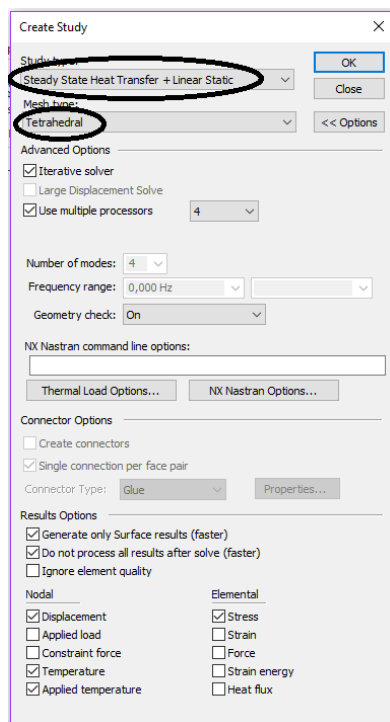 Create Study
Study type:
Steady State Heat Transfer + Linear Static
OK
Close
Mesh type:
Tetrahedral
<< Options
Advanced Options
Iterative solver
Large Displacement Solve
Use multiple processors 4
Number of modes: 4
Frequency range: 0,000 Hz
Geometry check: On
NX Nastran command line options:
Thermal Load Options... NX Nastran Options...
Connector Options
Create connectors
Single connection per face pair
Connector Type: Glue Properties...
Results Options
Generate only Surface results (faster)
Do not process all results after solve (faster)
Ignore element quality
Nodal Elemental
Displacement Stress
Applied load Strain
Constraint force Force
Temperature Strain energy
Applied temperature Heat flux